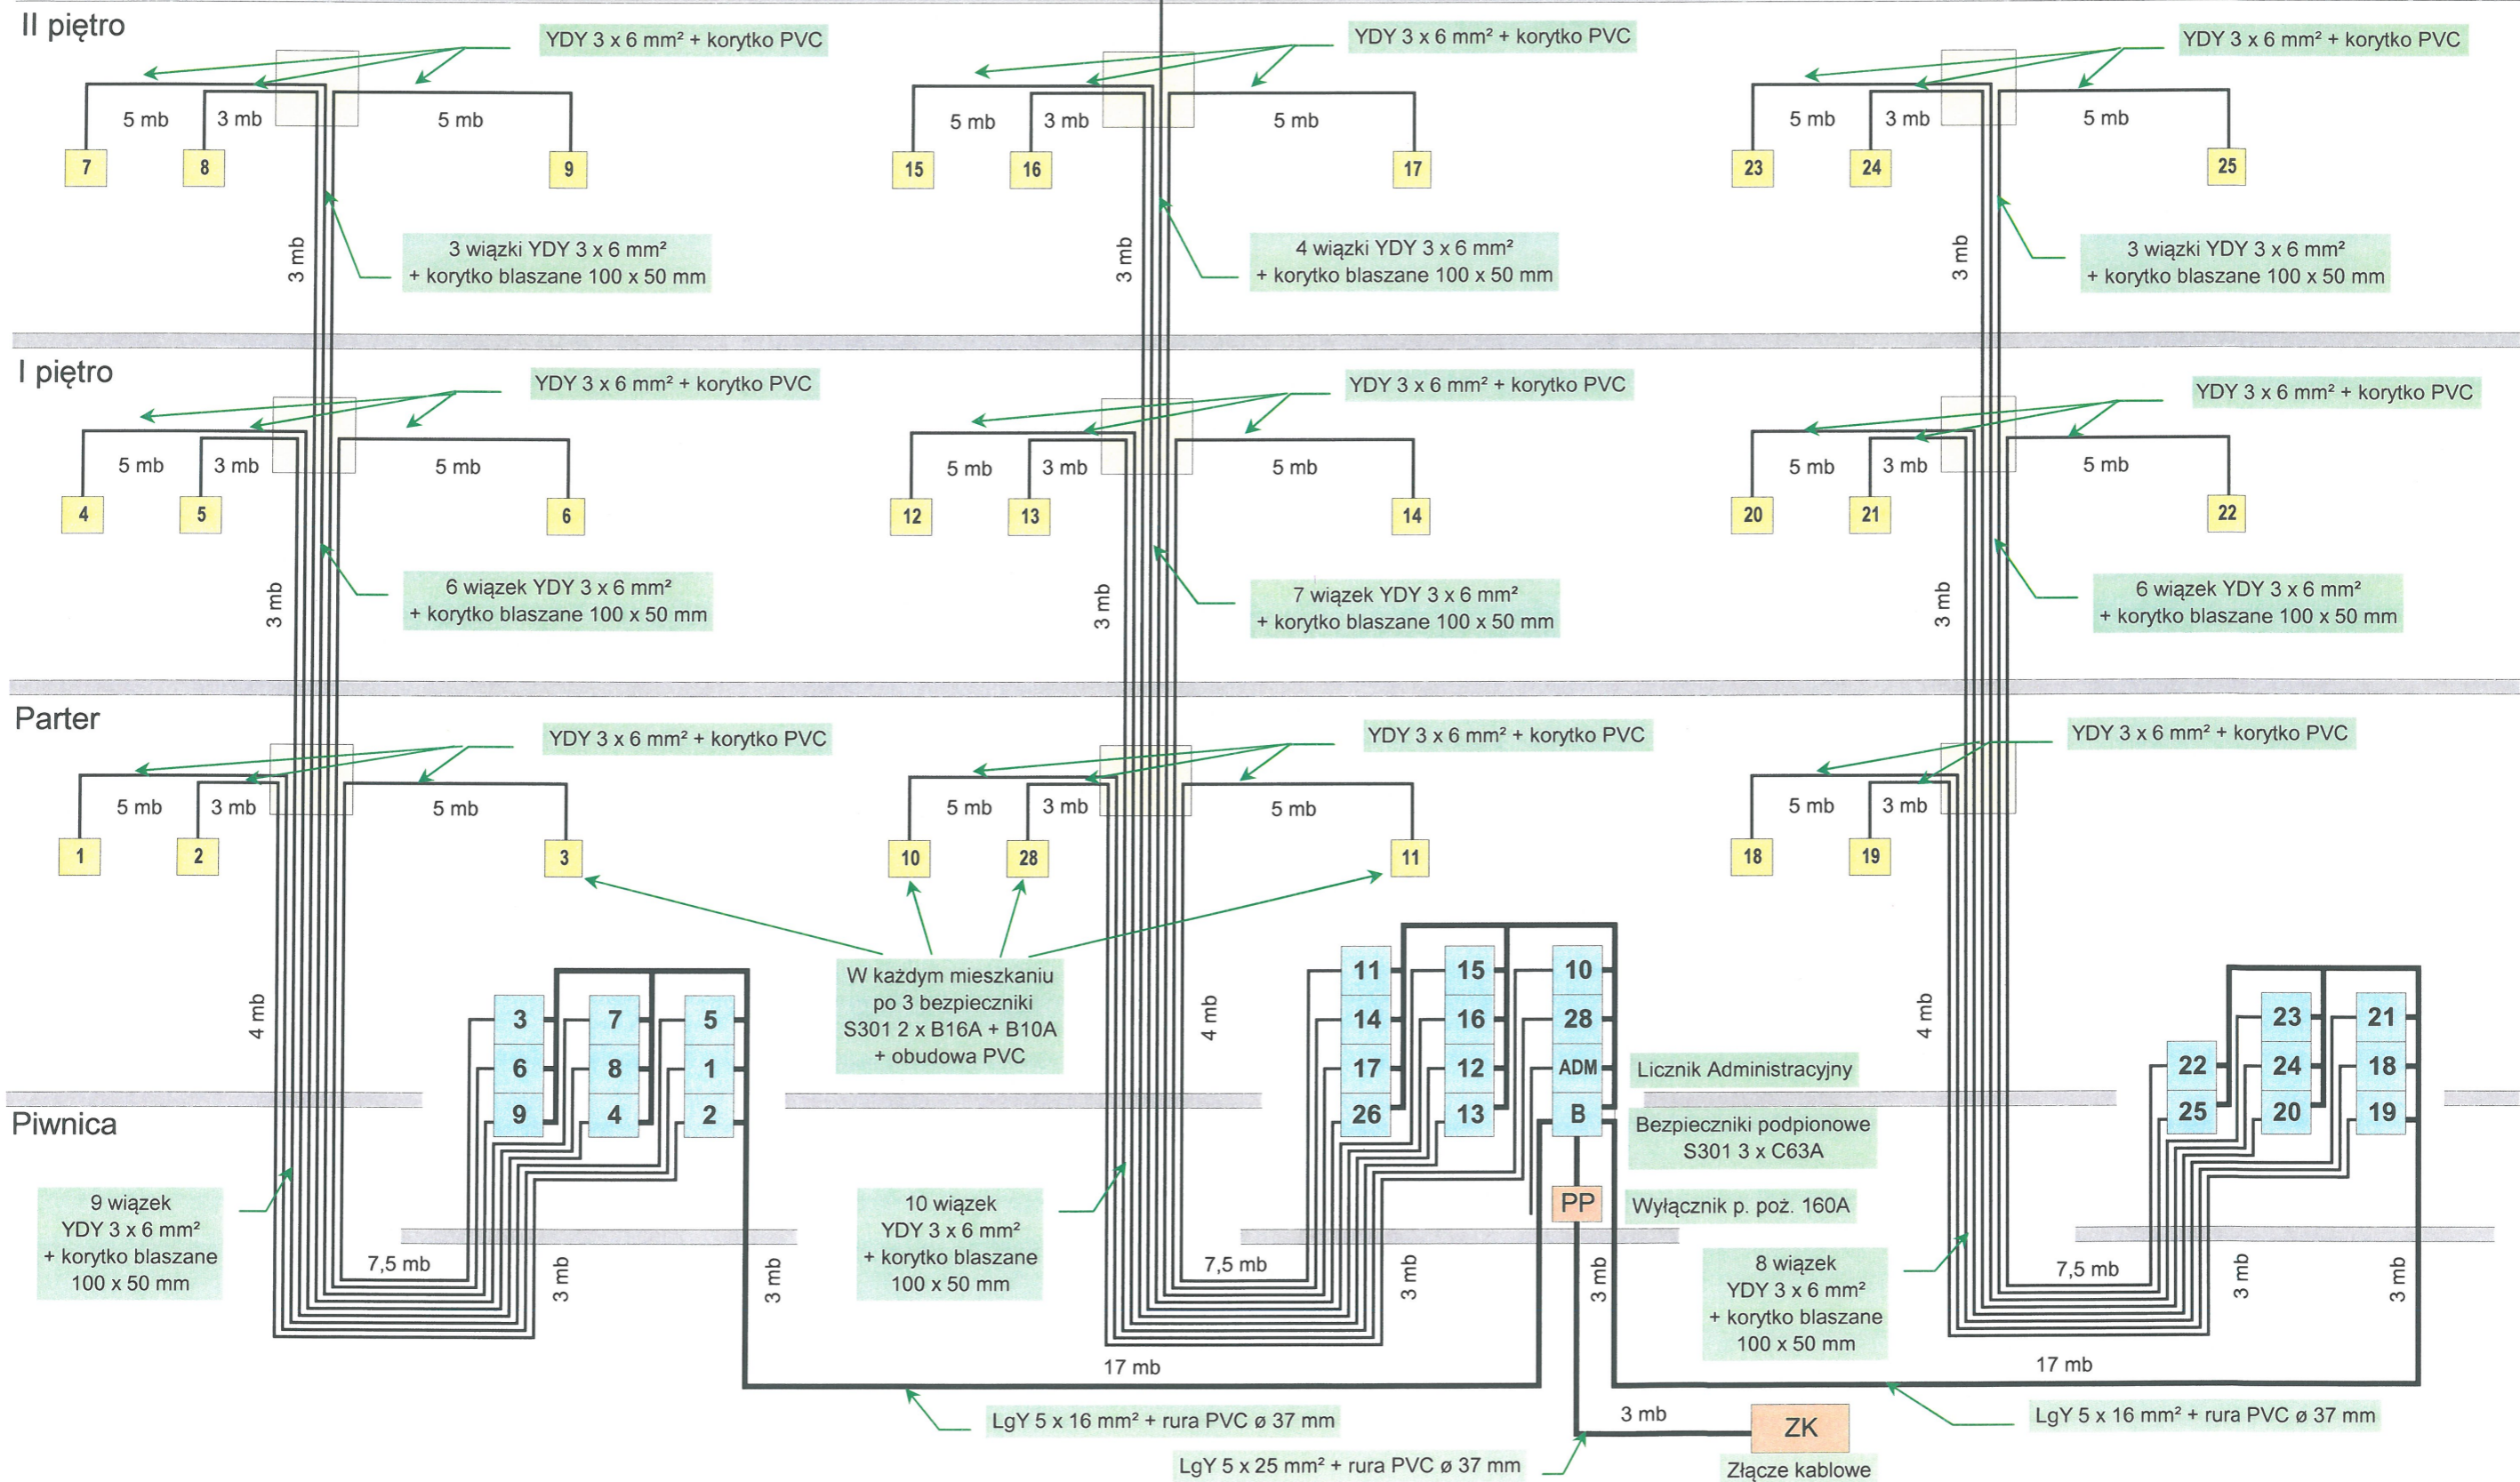 II piętro
YDY 3 x 6 mm² + korytko PVC
YDY 3 x 6 mm² + korytko PVC
YDY 3 x 6 mm² + korytko PVC
5 mb
3 mb
5 mb
5 mb
3 mb
5 mb
5 mb
3 mb
5 mb
7
8
9
15
16
17
23
24
25
3 mb
3 wiązki YDY 3 x 6 mm²
+ korytko blaszane 100 x 50 mm
3 mb
4 wiązki YDY 3 x 6 mm²
+ korytko blaszane 100 x 50 mm
3 mb
3 wiązki YDY 3 x 6 mm²
+ korytko blaszane 100 x 50 mm
I piętro
YDY 3 x 6 mm² + korytko PVC
YDY 3 x 6 mm² + korytko PVC
YDY 3 x 6 mm² + korytko PVC
5 mb
3 mb
5 mb
5 mb
3 mb
5 mb
5 mb
3 mb
5 mb
4
5
6
12
13
14
20
21
22
3 mb
6 wiązek YDY 3 x 6 mm²
+ korytko blaszane 100 x 50 mm
3 mb
7 wiązek YDY 3 x 6 mm²
+ korytko blaszane 100 x 50 mm
3 mb
6 wiązek YDY 3 x 6 mm²
+ korytko blaszane 100 x 50 mm
Parter
YDY 3 x 6 mm² + korytko PVC
YDY 3 x 6 mm² + korytko PVC
YDY 3 x 6 mm² + korytko PVC
5 mb
3 mb
5 mb
5 mb
3 mb
5 mb
5 mb
3 mb
1
2
3
10
28
11
18
19
W każdym mieszkaniu
po 3 bezpieczniki
S301 2 x B16A + B10A
+ obudowa PVC
4 mb
3
7
5
6
8
1
9
4
2
4 mb
11
15
10
14
16
28
17
12
ADM
26
13
B
Licznik Administracyjny
Bezpieczniki podpionowe
S301 3 x C63A
4 mb
23
21
22
24
18
25
20
19
Piwnica
9 wiązek
YDY 3 x 6 mm²
+ korytko blaszane
100 x 50 mm
7,5 mb
3 mb
3 mb
10 wiązek
YDY 3 x 6 mm²
+ korytko blaszane
100 x 50 mm
7,5 mb
3 mb
PP
Wyłącznik p. poż. 160A
3 mb
8 wiązek
YDY 3 x 6 mm²
+ korytko blaszane
100 x 50 mm
7,5 mb
3 mb
3 mb
17 mb
17 mb
LgY 5 x 16 mm² + rura PVC ø 37 mm
3 mb
ZK
LgY 5 x 16 mm² + rura PVC ø 37 mm
LgY 5 x 25 mm² + rura PVC ø 37 mm
Złącze kablowe